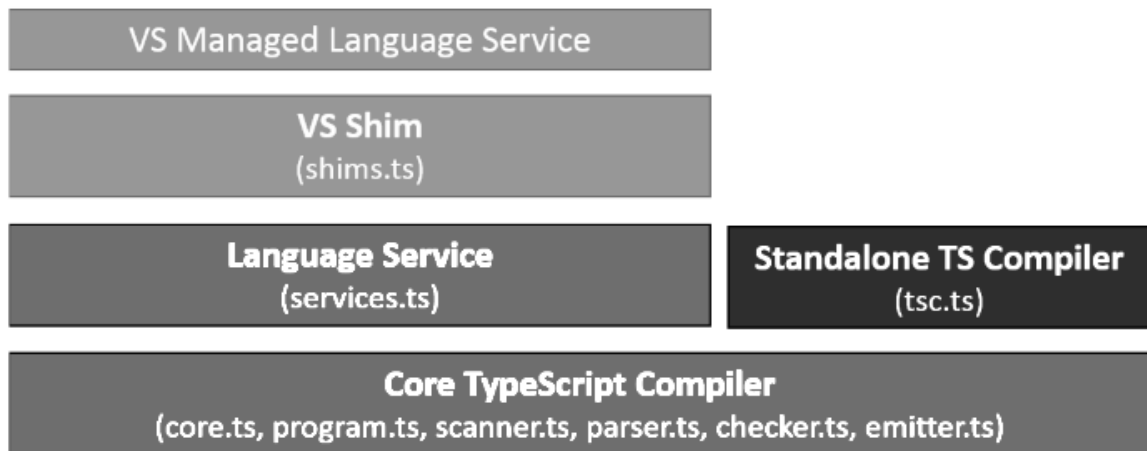 VS Managed Language Service
VS Shim
(shims.ts)
Language Service
(services.ts)
Standalone TS Compiler
(tsc.ts)
Core TypeScript Compiler
(core.ts, program.ts, scanner.ts, parser.ts, checker.ts, emitter.ts)